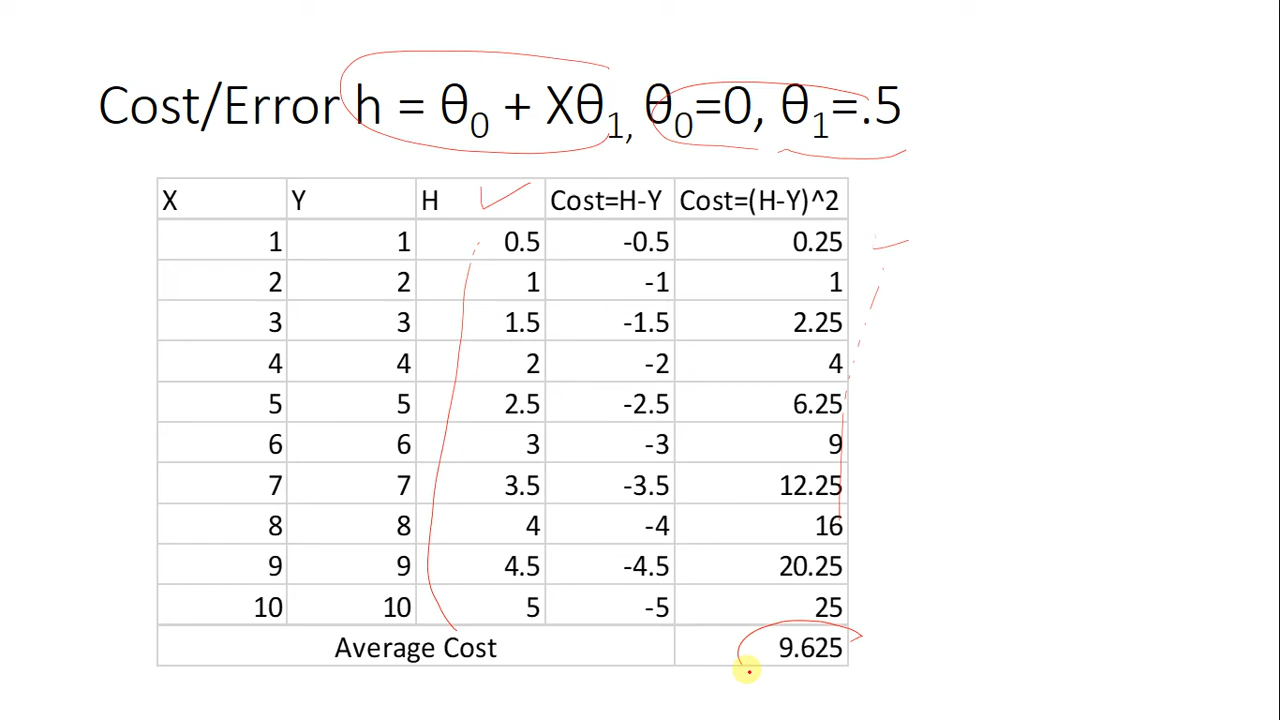 Cost/Error h = θ₀ + Xθ₁, θ₀=0, θ₁=.5
X Y H Cost=H-Y Cost=(H-Y)^2
1 1 0.5 -0.5 0.25
2 2 1 -1 1
3 3 1.5 -1.5 2.25
4 4 2 -2 4
5 5 2.5 -2.5 6.25
6 6 3 -3 9
7 7 3.5 -3.5 12.25
8 8 4 -4 16
9 9 4.5 -4.5 20.25
10 10 5 -5 25
Average Cost 9.625